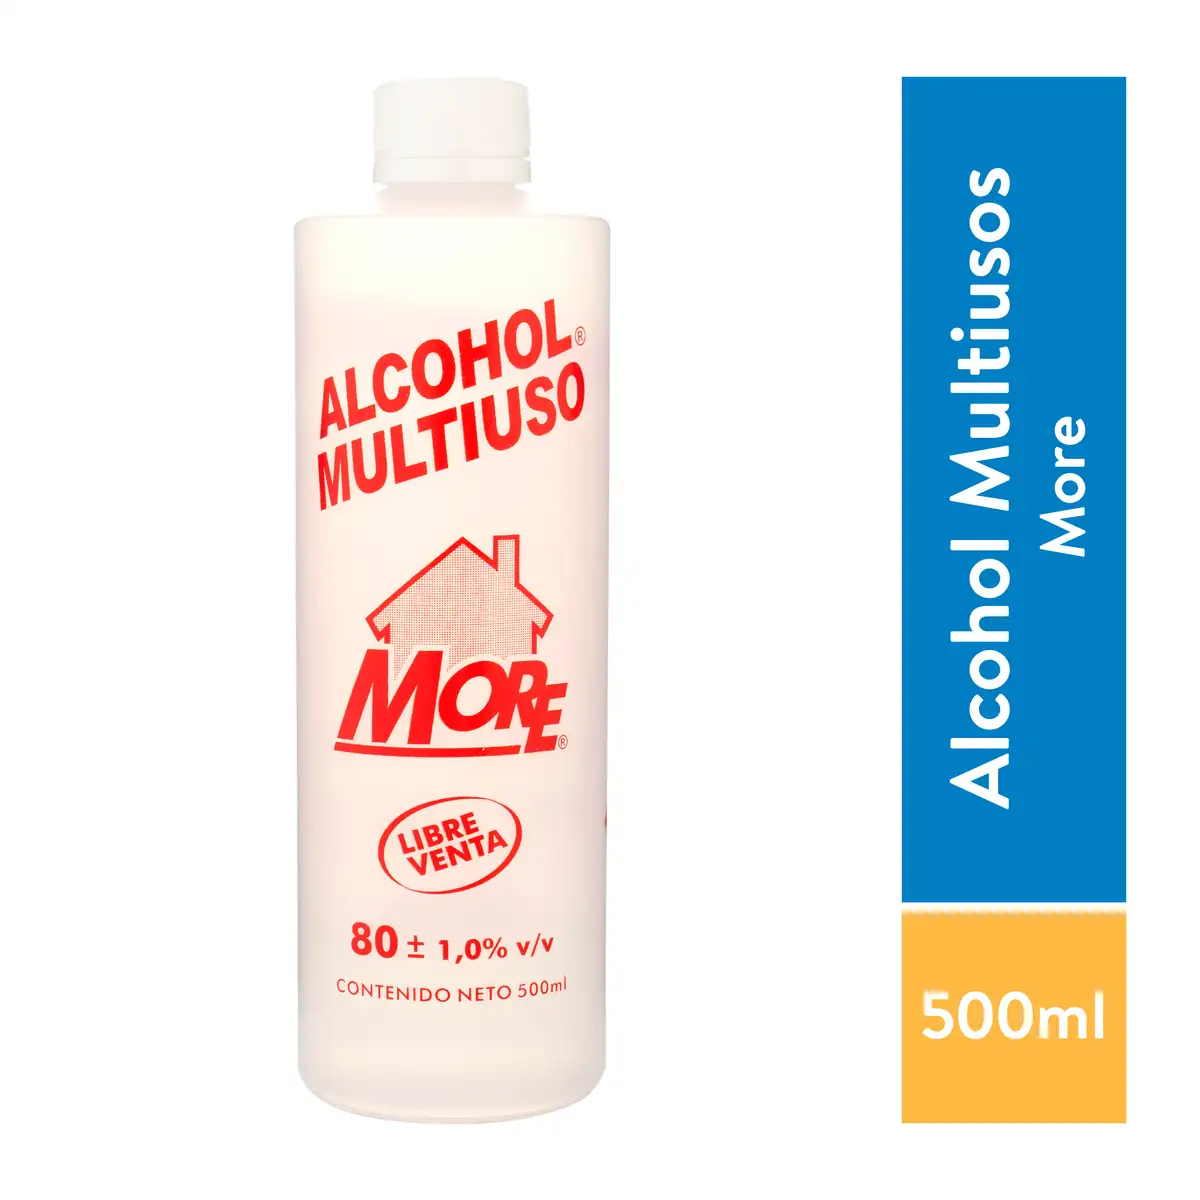 ALCOHOL®
MULTIUSO
MORE®
LIBRE
VENTA
80 ± 1,0% v/v
CONTENIDO NETO 500ml
Alcohol Multiusos
More
500ml